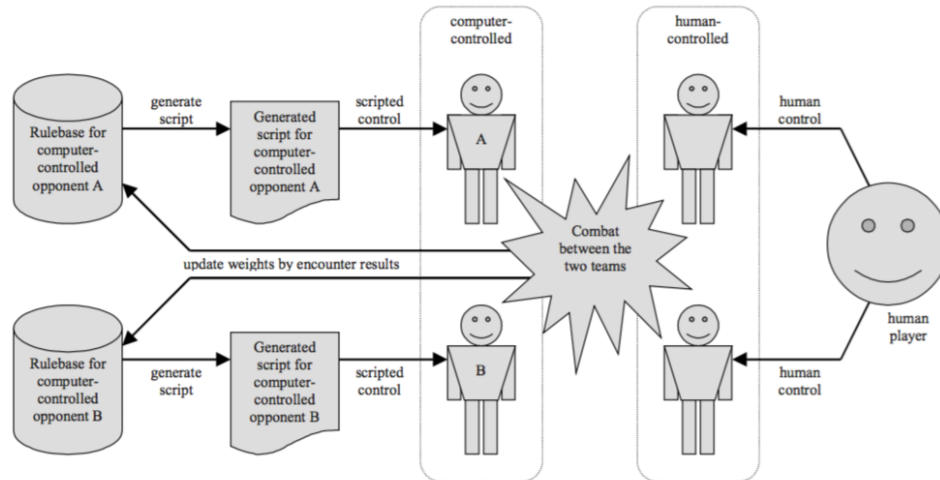 computer-
controlled
human-
controlled
Rulebase for
computer-
controlled
opponent A
generate
script
Generated
script for
computer-
controlled
opponent A
scripted
control
A
human
control
Combat
between the
two teams
update weights by encounter results
human
player
Rulebase for
computer-
controlled
opponent B
generate
script
Generated
script for
computer-
controlled
opponent B
scripted
control
B
human
control